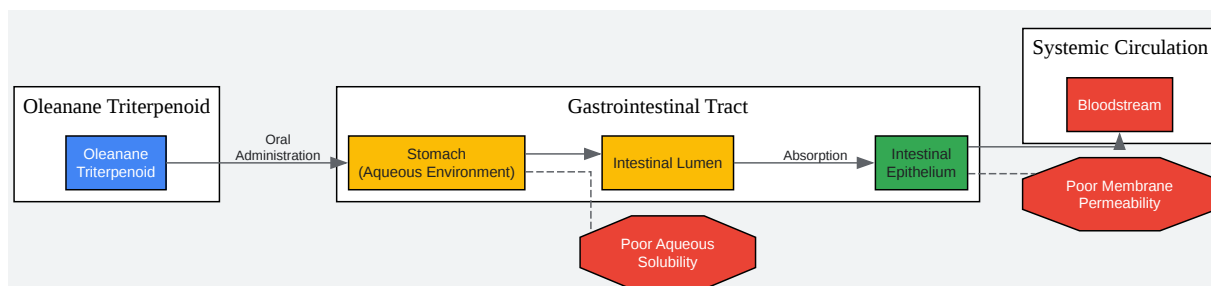 Systemic Circulation
Oleanane Triterpenoid
Gastrointestinal Tract
Bloodstream
Oleanane
Triterpenoid
Oral
Administration
Stomach
(Aqueous Environment)
Intestinal Lumen
Absorption
Intestinal
Epithelium
Poor Membrane
Permeability
Poor Aqueous
Solubility